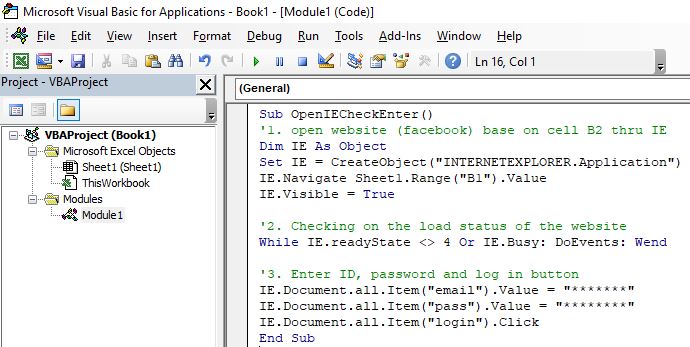 Microsoft Visual Basic for Applications - Book1 - [Module1 (Code)]
File Edit View Insert Format Debug Run Tools Add-Ins Window Help
Ln 16, Col 1
Project - VBAProject
(General)
VBAProject (Book1)
Microsoft Excel Objects
Sheet1 (Sheet1)
ThisWorkbook
Modules
Module1
Sub OpenIECheckEnter()
'1. open website (facebook) base on cell B2 thru IE
Dim IE As Object
Set IE = CreateObject("INTERNETEXPLORER.Application")
IE.Navigate Sheet1.Range("B1").Value
IE.Visible = True
'2. Checking on the load status of the website
While IE.readyState <> 4 Or IE.Busy: DoEvents: Wend
'3. Enter ID, password and log in button
IE.Document.all.Item("email").Value = "*******"
IE.Document.all.Item("pass").Value = "********"
IE.Document.all.Item("login").Click
End Sub